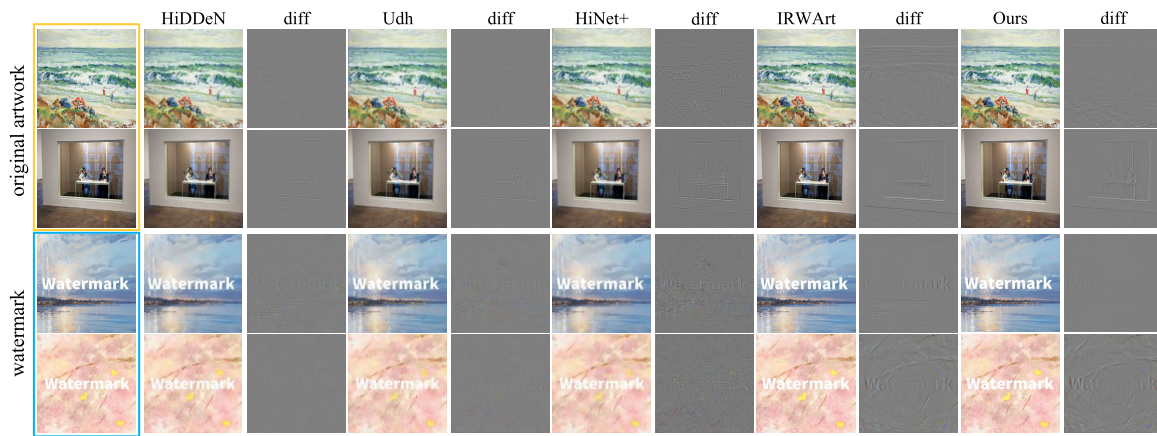 HiDDeN diff Udh diff HiNet+ diff IRWArt diff Ours diff
original artwork
watermark
Watermark Watermark Watermark Watermark Watermark Watermark
Watermark Watermark Watermark Watermark Watermark Watermark